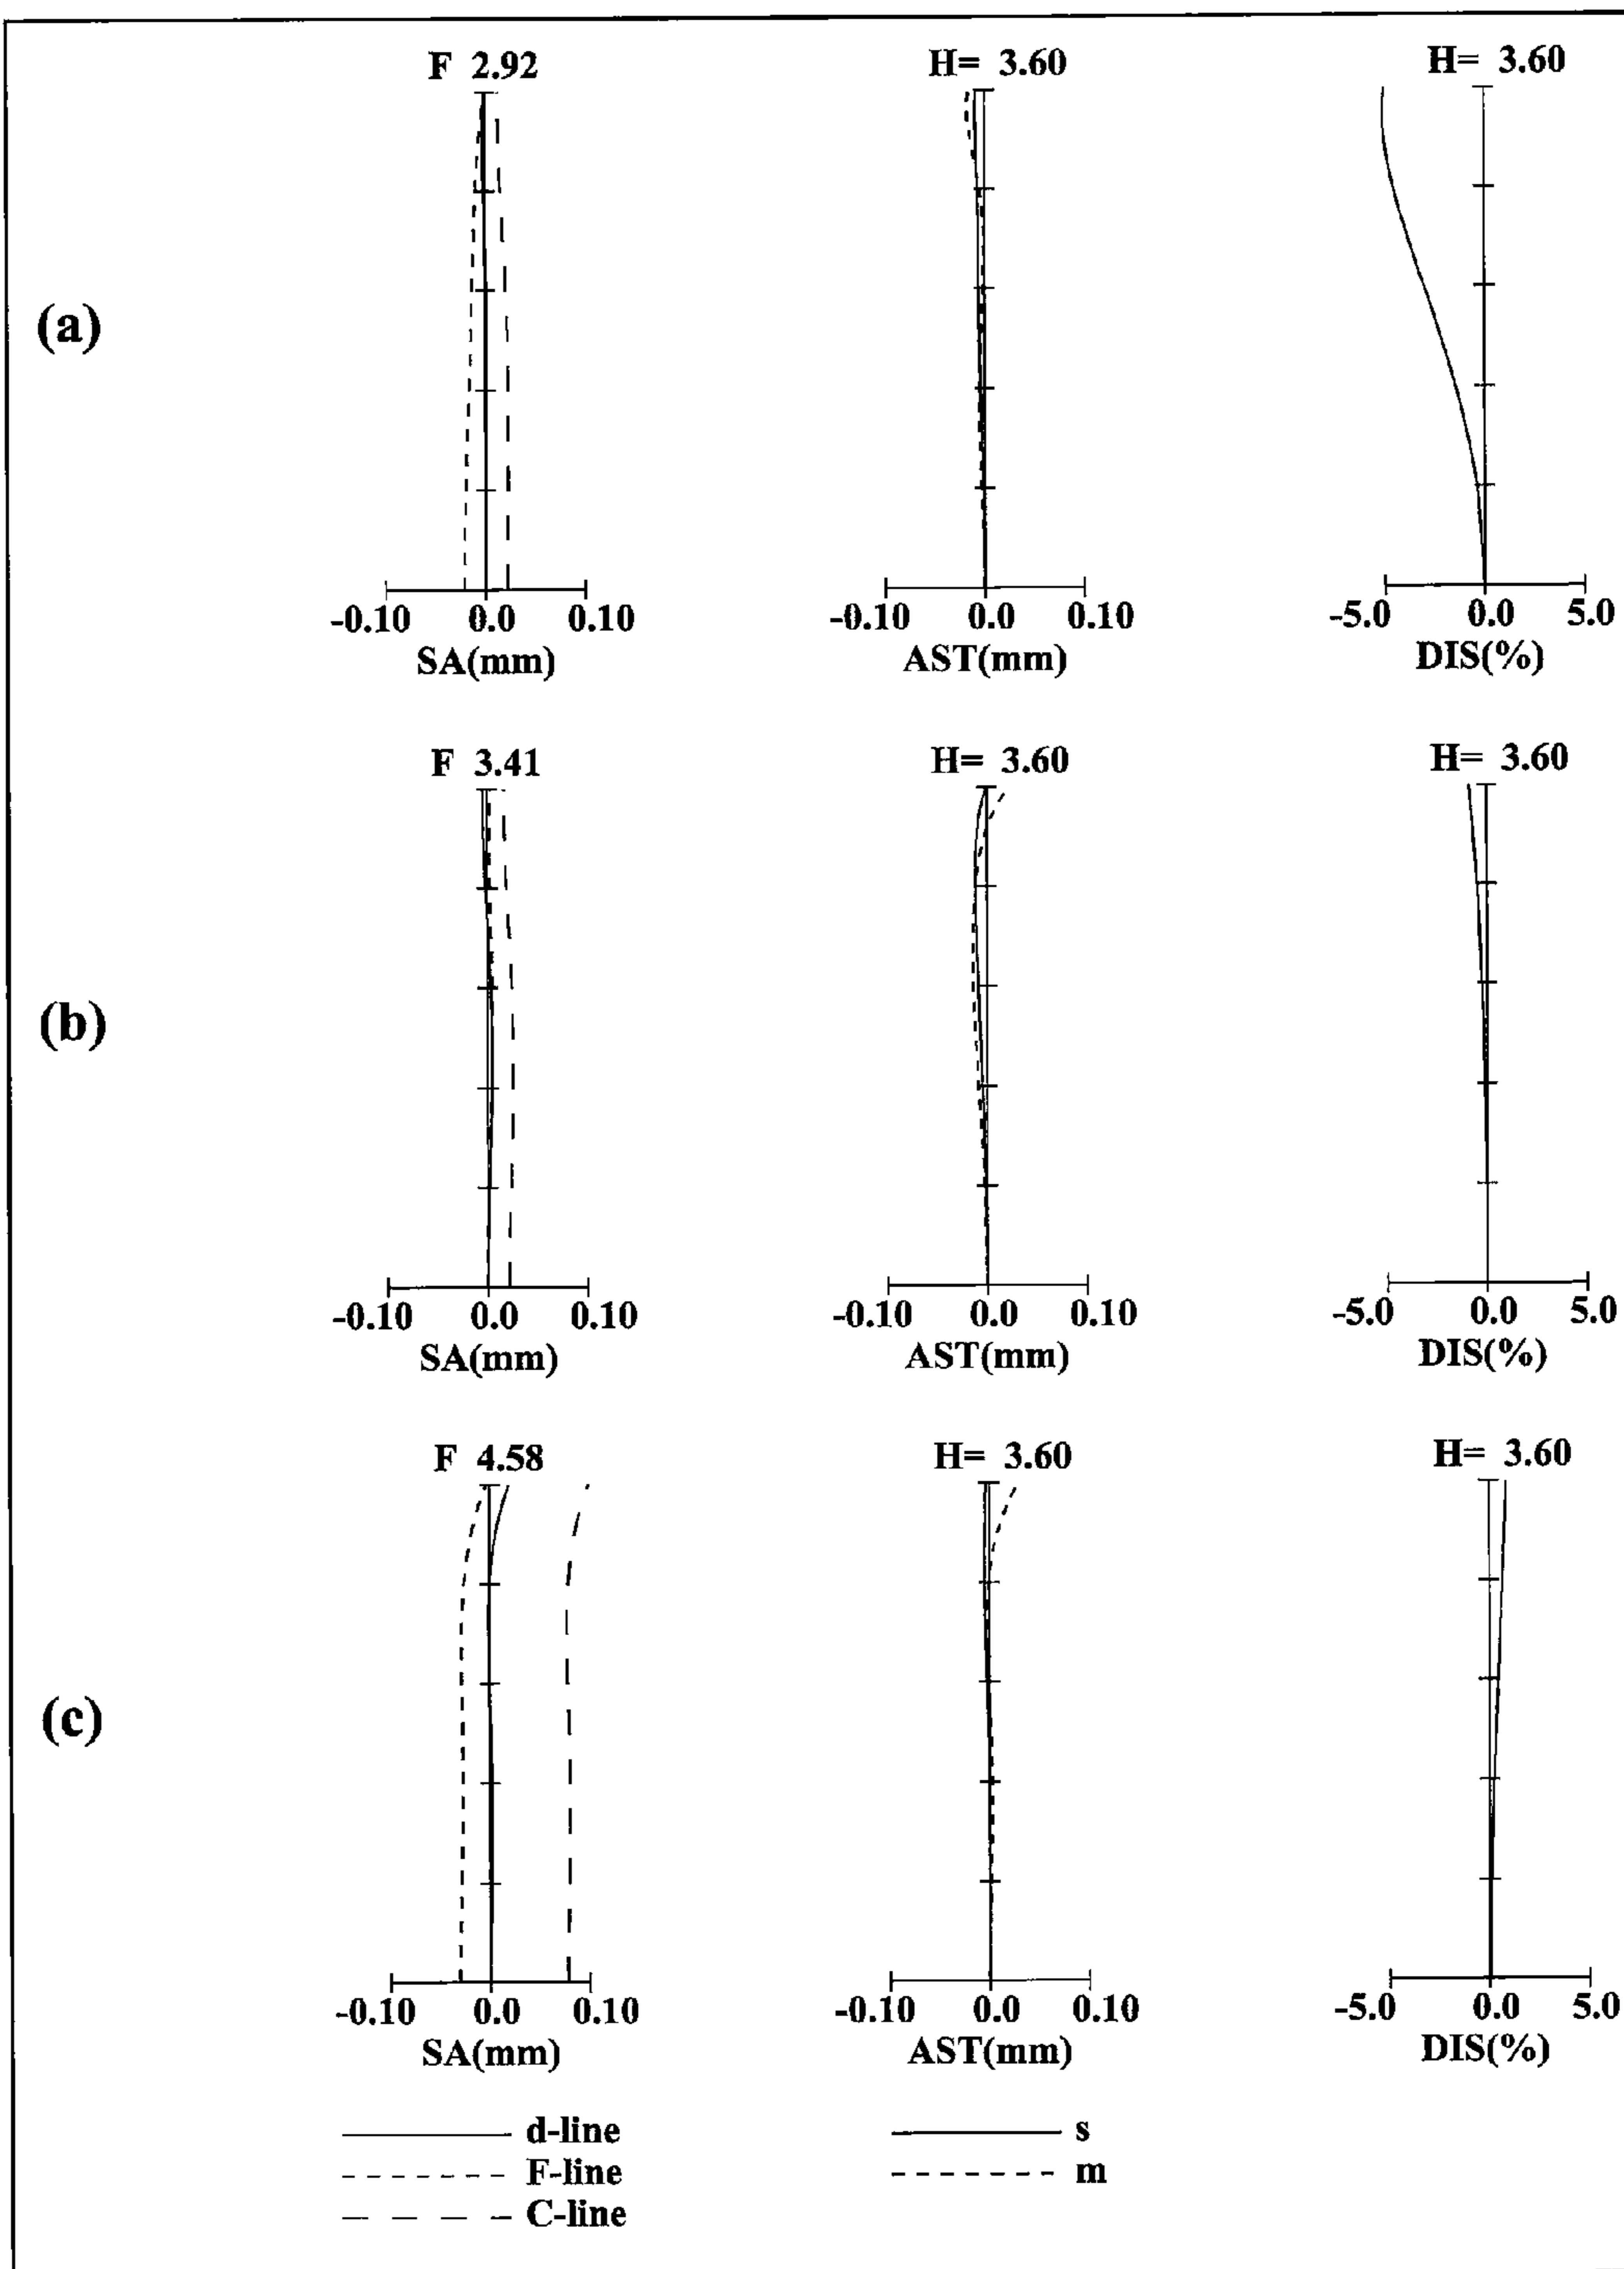 F 2.92 H= 3.60 H= 3.60
(a)
-0.10 0.0 0.10 -0.10 0.0 0.10 -5.0 0.0 5.0
SA(mm) AST(mm) DIS(%)
F 3.41 H= 3.60 H= 3.60
(b)
-0.10 0.0 0.10 -0.10 0.0 0.10 -5.0 0.0 5.0
SA(mm) AST(mm) DIS(%)
F 4.58 H= 3.60 H= 3.60
(c)
-0.10 0.0 0.10 -0.10 0.0 0.10 -5.0 0.0 5.0
SA(mm) AST(mm) DIS(%)
d-line s
F-line m
C-line